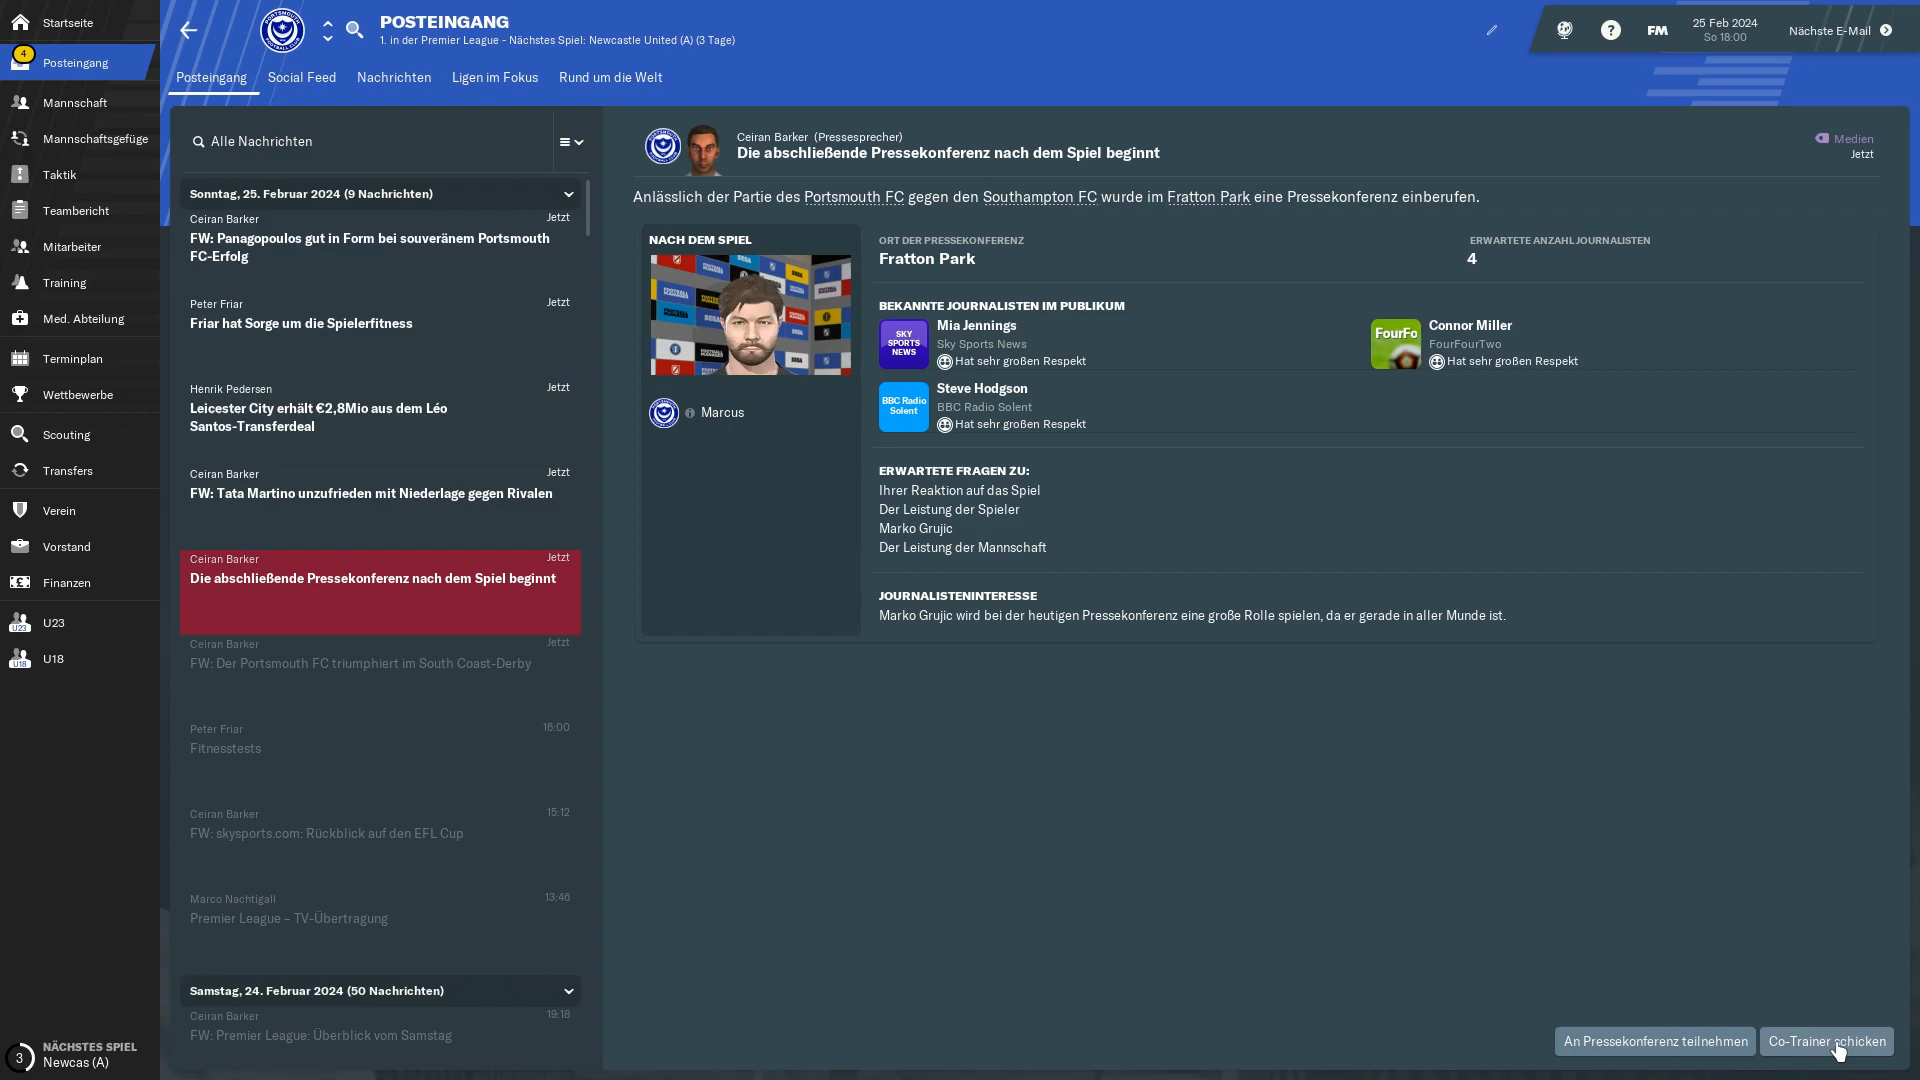 Startseite
4
Posteingang
Mannschaft
Mannschaftsgefüge
Taktik
Teambericht
Mitarbeiter
Training
Med. Abteilung
Terminplan
Wettbewerbe
Scouting
Transfers
Verein
Vorstand
Finanzen
U23
U23
U18
U18
3
NÄCHSTES SPIEL
Newcas (A)
POSTEINGANG
1. in der Premier League - Nächstes Spiel: Newcastle United (A) (3 Tage)
?
FM
25 Feb 2024
So 18:00
Nächste E-Mail
Posteingang
Social Feed
Nachrichten
Ligen im Fokus
Rund um die Welt
Alle Nachrichten
Sonntag, 25. Februar 2024 (9 Nachrichten)
Ceiran Barker
Jetzt
FW: Panagopoulos gut in Form bei souveränem Portsmouth
FC-Erfolg
Peter Friar
Jetzt
Friar hat Sorge um die Spielerfitness
Henrik Pedersen
Jetzt
Leicester City erhält €2,8Mio aus dem Léo
Santos-Transferdeal
Ceiran Barker
Jetzt
FW: Tata Martino unzufrieden mit Niederlage gegen Rivalen
Ceiran Barker
Jetzt
Die abschließende Pressekonferenz nach dem Spiel beginnt
Ceiran Barker
Jetzt
FW: Der Portsmouth FC triumphiert im South Coast-Derby
Peter Friar
16:00
Fitnesstests
Ceiran Barker
15:12
FW: skysports.com: Rückblick auf den EFL Cup
Marco Nachtigall
13:46
Premier League – TV-Übertragung
Samstag, 24. Februar 2024 (50 Nachrichten)
Ceiran Barker
19:18
FW: Premier League: Überblick vom Samstag
Ceiran Barker (Pressesprecher)
Die abschließende Pressekonferenz nach dem Spiel beginnt
Medien
Jetzt
Anlässlich der Partie des Portsmouth FC gegen den Southampton FC wurde im Fratton Park eine Pressekonferenz einberufen.
NACH DEM SPIEL
Marcus
ORT DER PRESSEKONFERENZ
Fratton Park
ERWARTETE ANZAHL JOURNALISTEN
4
BEKANNTE JOURNALISTEN IM PUBLIKUM
SKY
SPORTS
NEWS
Mia Jennings
Sky Sports News
Hat sehr großen Respekt
FourFo
Connor Miller
FourFourTwo
Hat sehr großen Respekt
BBC Radio
Solent
Steve Hodgson
BBC Radio Solent
Hat sehr großen Respekt
ERWARTETE FRAGEN ZU:
Ihrer Reaktion auf das Spiel
Der Leistung der Spieler
Marko Grujic
Der Leistung der Mannschaft
JOURNALISTENINTERESSE
Marko Grujic wird bei der heutigen Pressekonferenz eine große Rolle spielen, da er gerade in aller Munde ist.
An Pressekonferenz teilnehmen
Co-Trainer schicken